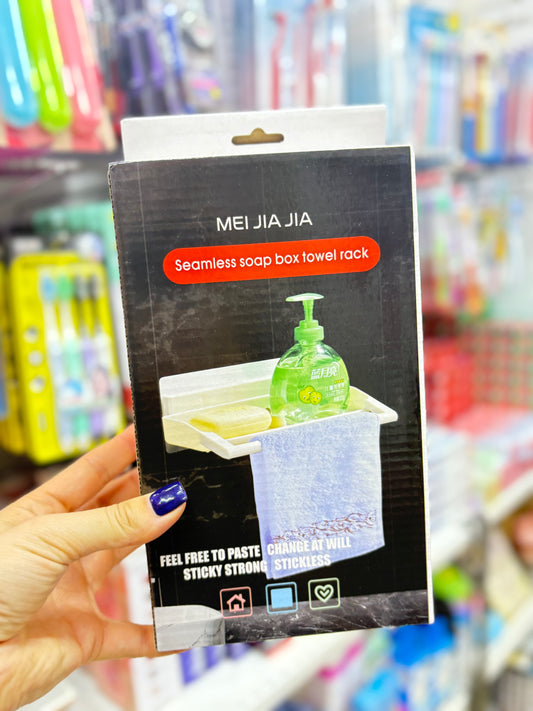 MEI JIA JIA
Seamless soap box towel rack
FEEL FREE TO PASTE CHANGE AT WILL
STICKY STRONG STICKLESS